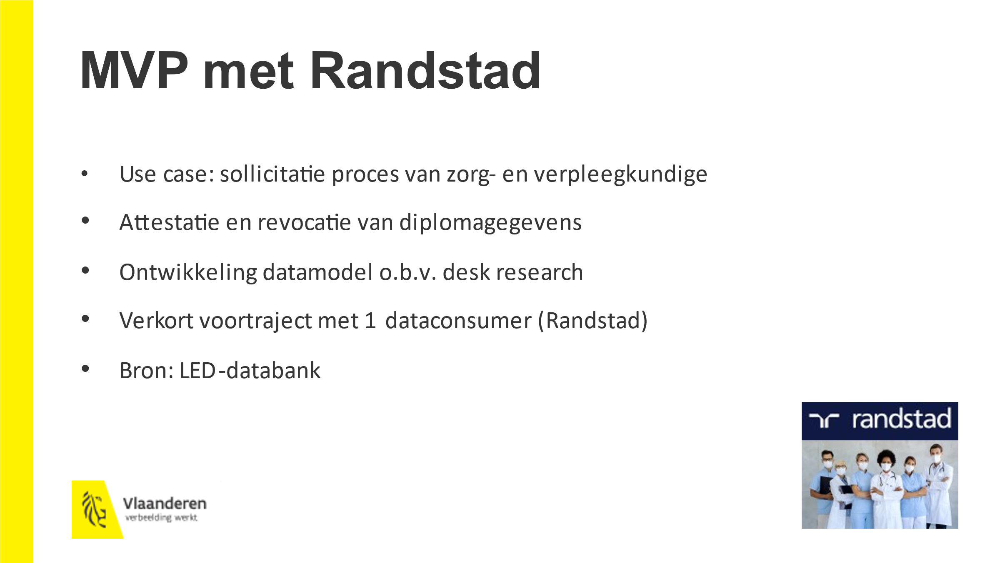 MVP met Randstad
• Use case: sollicitatie proces van zorg- en verpleegkundige
• Attestatie en revocatie van diplomagegevens
• Ontwikkeling datamodel o.b.v. desk research
• Verkort voortraject met 1 dataconsumer (Randstad)
• Bron: LED-databank
randstad
Vlaanderen
verbeelding werkt